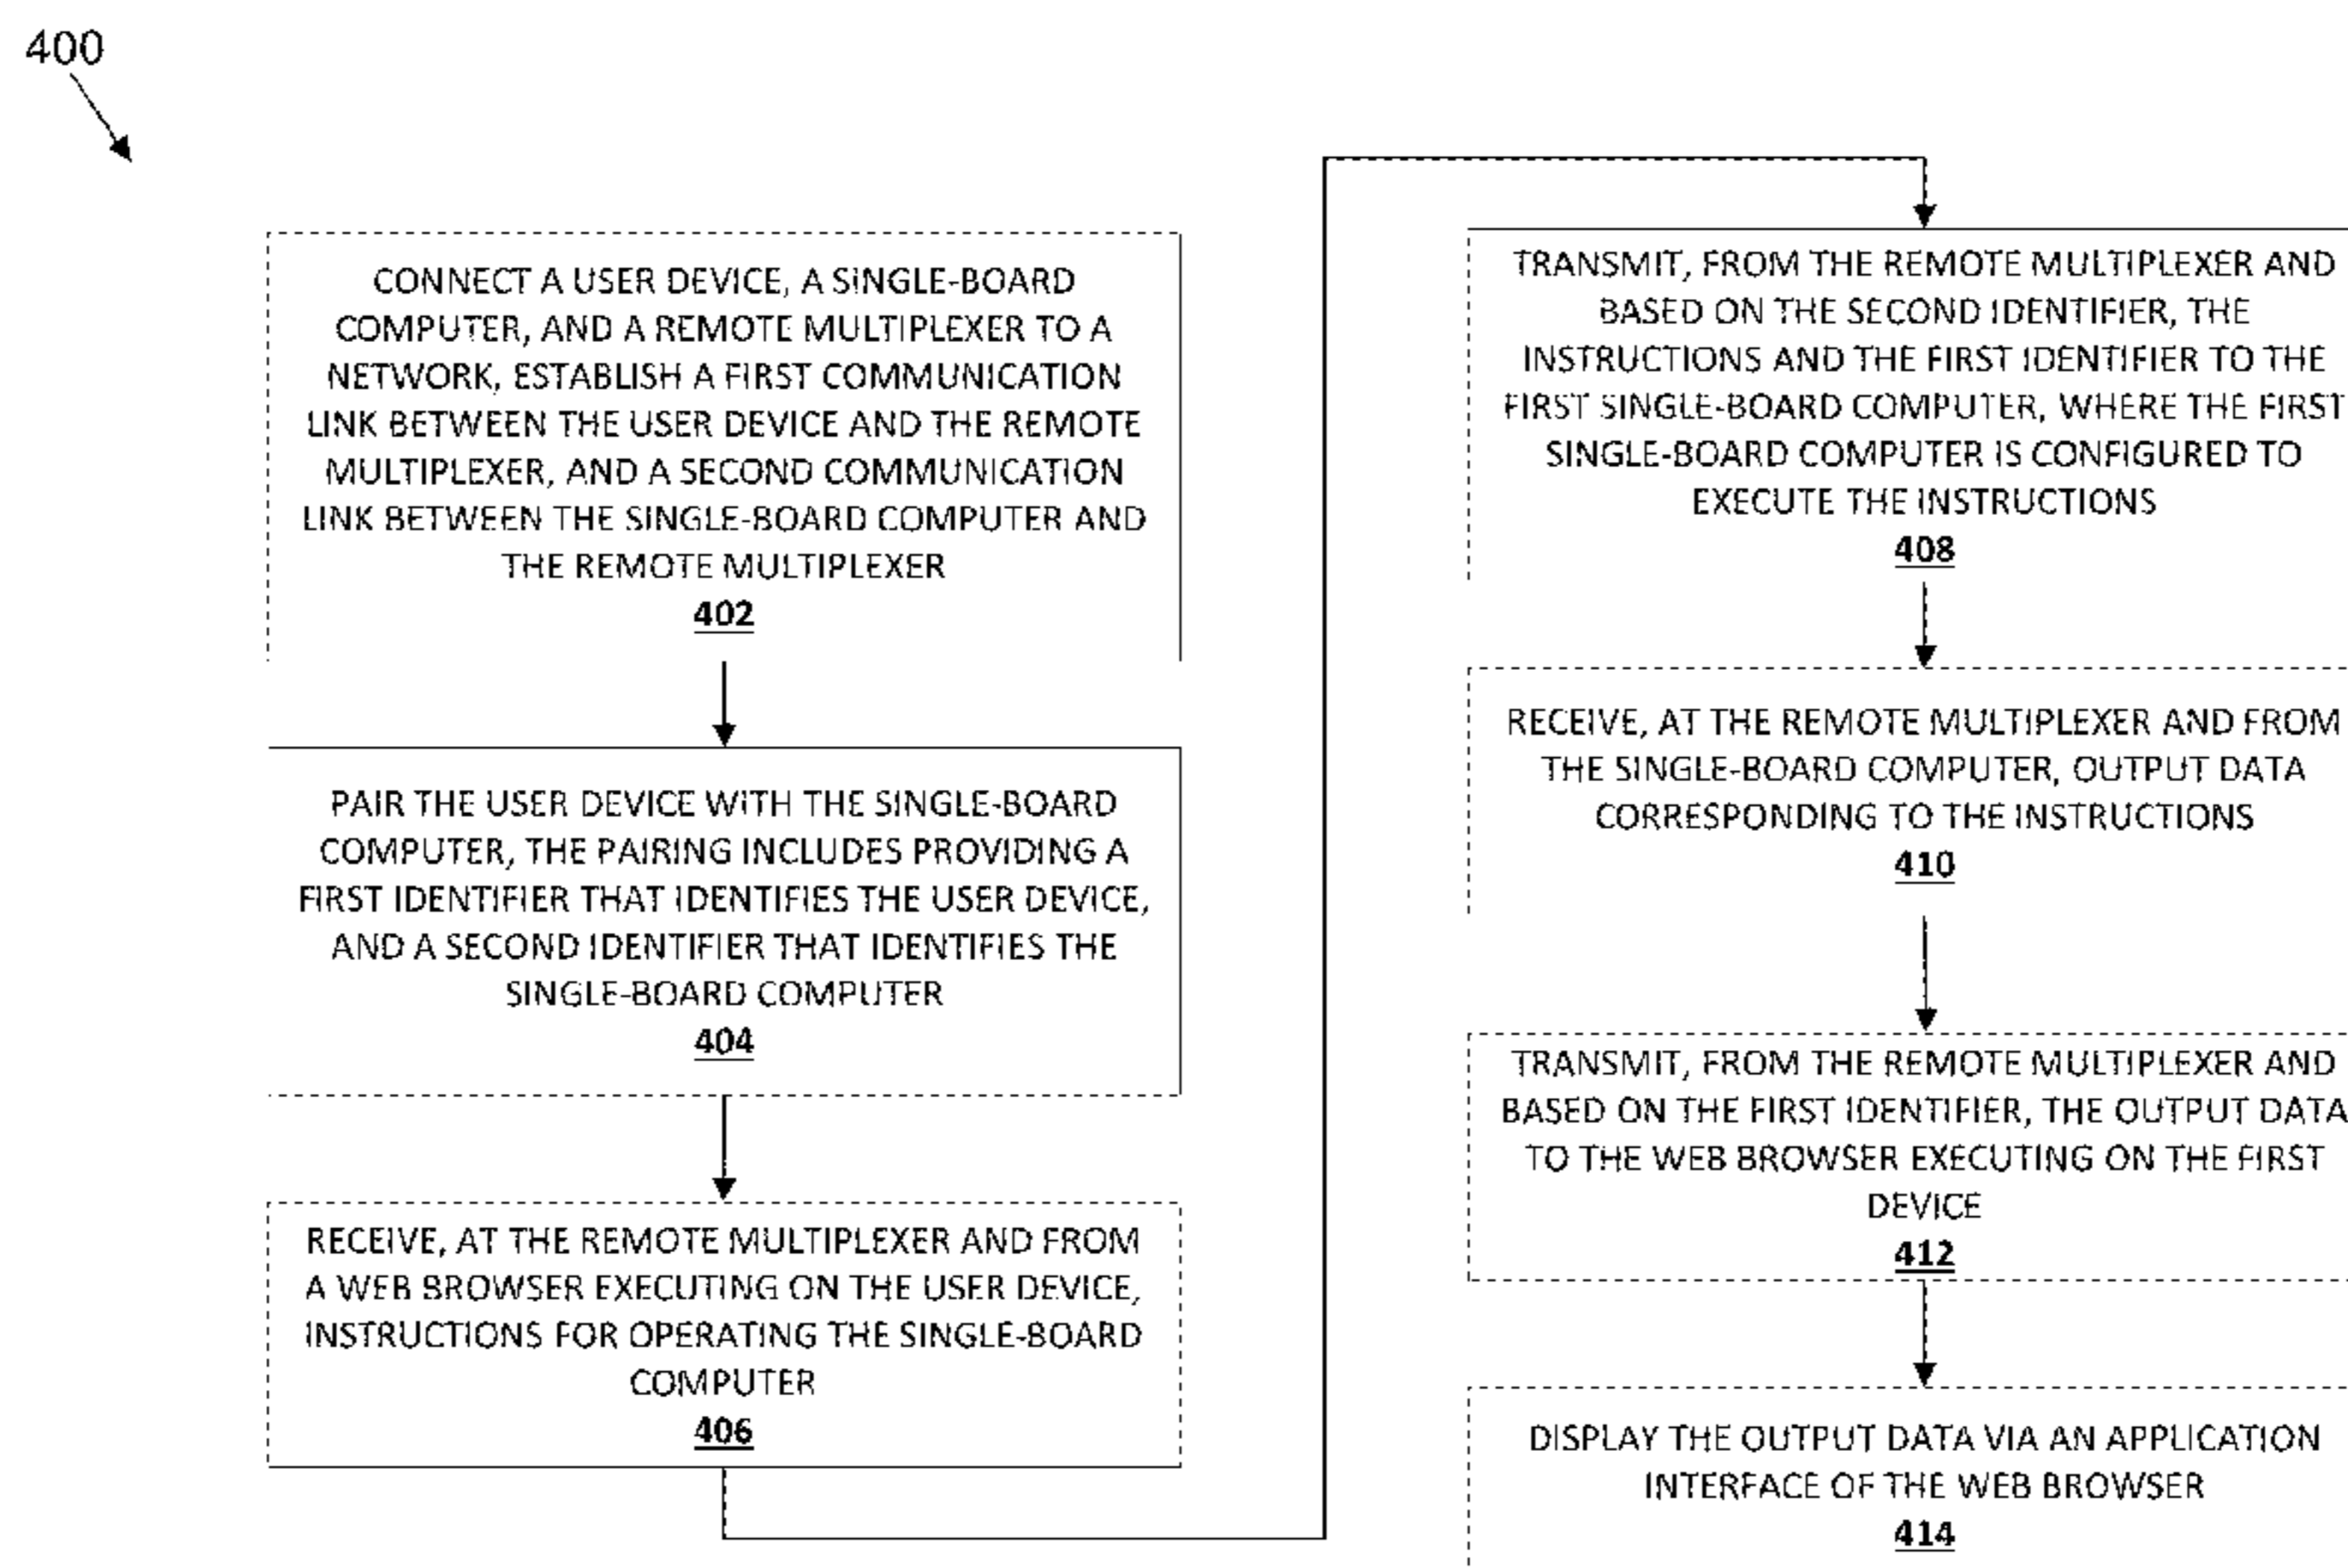 400
CONNECT A USER DEVICE, A SINGLE-BOARD
COMPUTER, AND A REMOTE MULTIPLEXER TO A
NETWORK, ESTABLISH A FIRST COMMUNICATION
LINK BETWEEN THE USER DEVICE AND THE REMOTE
MULTIPLEXER, AND A SECOND COMMUNICATION
LINK BETWEEN THE SINGLE-BOARD COMPUTER AND
THE REMOTE MULTIPLEXER
402
PAIR THE USER DEVICE WITH THE SINGLE-BOARD
COMPUTER, THE PAIRING INCLUDES PROVIDING A
FIRST IDENTIFIER THAT IDENTIFIES THE USER DEVICE,
AND A SECOND IDENTIFIER THAT IDENTIFIES THE
SINGLE-BOARD COMPUTER
404
RECEIVE, AT THE REMOTE MULTIPLEXER AND FROM
A WEB BROWSER EXECUTING ON THE USER DEVICE,
INSTRUCTIONS FOR OPERATING THE SINGLE-BOARD
COMPUTER
406
TRANSMIT, FROM THE REMOTE MULTIPLEXER AND
BASED ON THE SECOND IDENTIFIER, THE
INSTRUCTIONS AND THE FIRST IDENTIFIER TO THE
FIRST SINGLE-BOARD COMPUTER, WHERE THE FIRST
SINGLE-BOARD COMPUTER IS CONFIGURED TO
EXECUTE THE INSTRUCTIONS
408
RECEIVE, AT THE REMOTE MULTIPLEXER AND FROM
THE SINGLE-BOARD COMPUTER, OUTPUT DATA
CORRESPONDING TO THE INSTRUCTIONS
410
TRANSMIT, FROM THE REMOTE MULTIPLEXER AND
BASED ON THE FIRST IDENTIFIER, THE OUTPUT DATA
TO THE WEB BROWSER EXECUTING ON THE FIRST
DEVICE
412
DISPLAY THE OUTPUT DATA VIA AN APPLICATION
INTERFACE OF THE WEB BROWSER
414